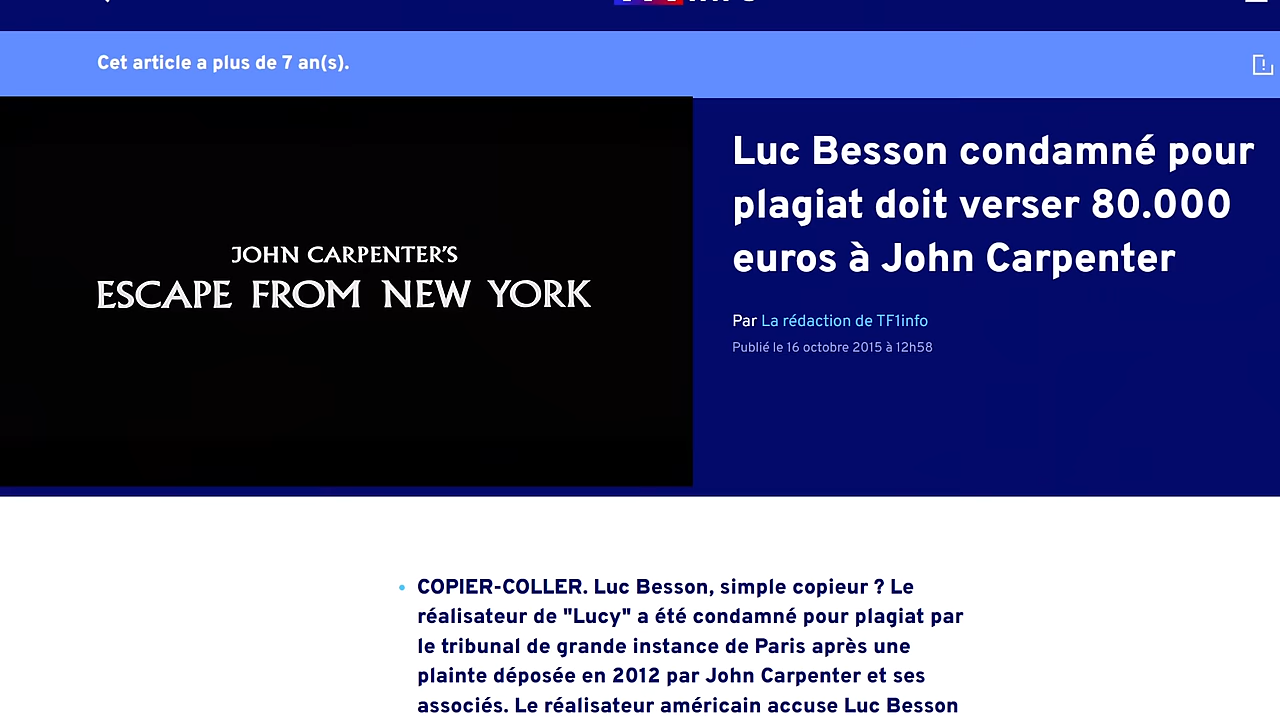 Cet article a plus de 7 an(s).
JOHN CARPENTER'S
ESCAPE FROM NEW YORK
Luc Besson condamné pour
plagiat doit verser 80.000
euros à John Carpenter
Par La rédaction de TF1info
Publié le 16 octobre 2015 à 12h58
COPIER-COLLER. Luc Besson, simple copieur ? Le
réalisateur de "Lucy" a été condamné pour plagiat par
le tribunal de grande instance de Paris après une
plainte déposée en 2012 par John Carpenter et ses
associés. Le réalisateur américain accuse Luc Besson